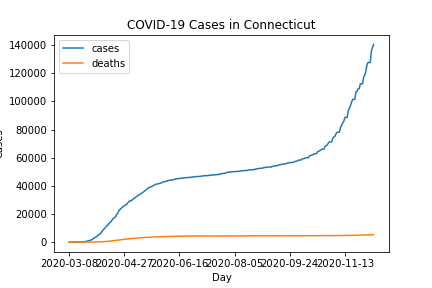 COVID-19 Cases in Connecticut
140000
120000
100000
80000
60000
40000
20000
0
cases
deaths
Cases
2020-03-08 2020-04-27 2020-06-16 2020-08-05 2020-09-24 2020-11-13
Day